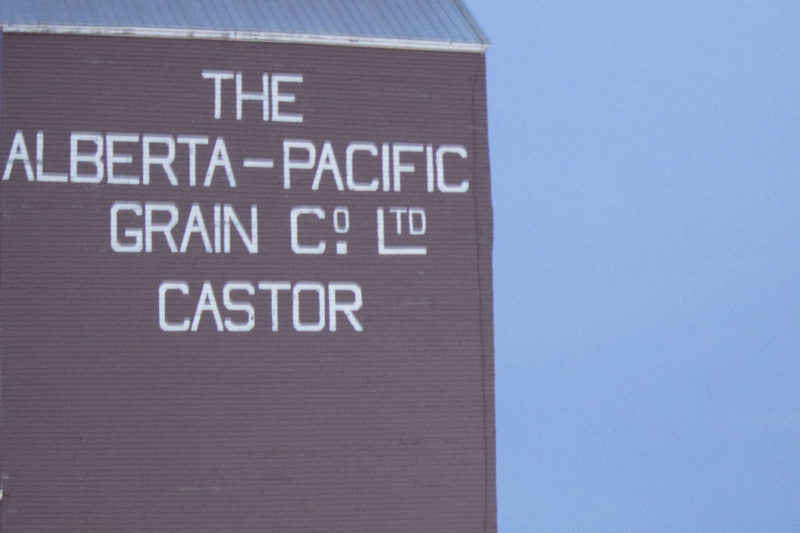 THE
ALBERTA-PACIFIC
GRAIN Cº. LTD
CASTOR